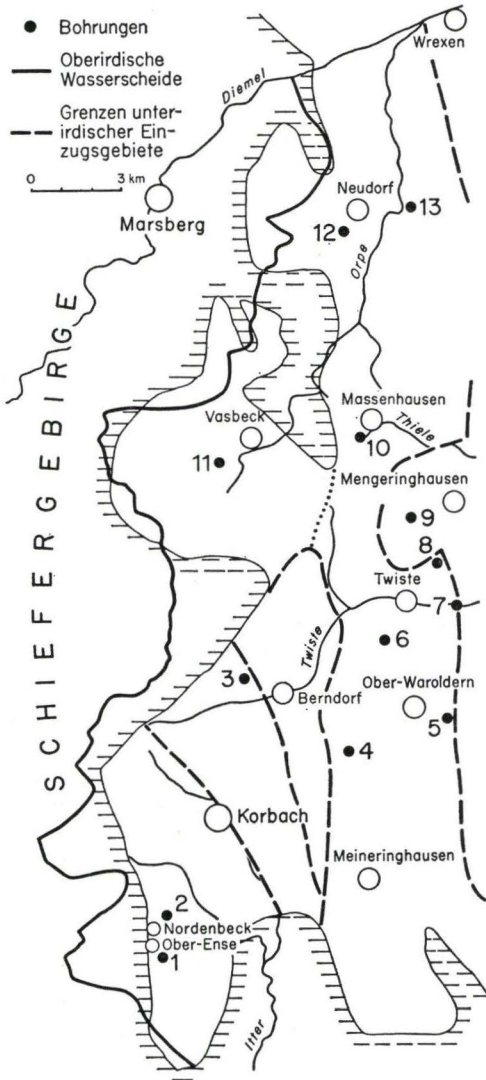 Bohrungen
Oberirdische
Wasserscheide
Grenzen unter-
irdischer Ein-
zugsgebiete
0 3 km
Diemel
Wrexen
Marsberg
Neudorf
13
12
Orpe
SCHIEFERGEBIRGE
Massenhausen
Vasbeck
Thiele
10
11
Mengeringhausen
9
8
Twiste
7
6
Twiste
3
Ober-Waroldern
Berndorf
5
4
Korbach
Meineringhausen
2
Nordenbeck
Ober-Ense
1
Itter